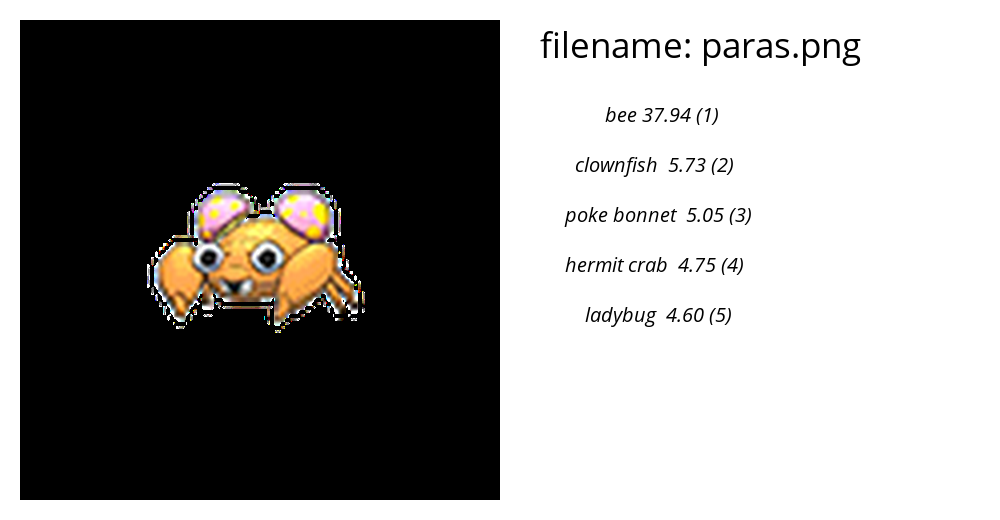 filename: paras.png
bee 37.94 (1)
clownfish 5.73 (2)
poke bonnet 5.05 (3)
hermit crab 4.75 (4)
ladybug 4.60 (5)